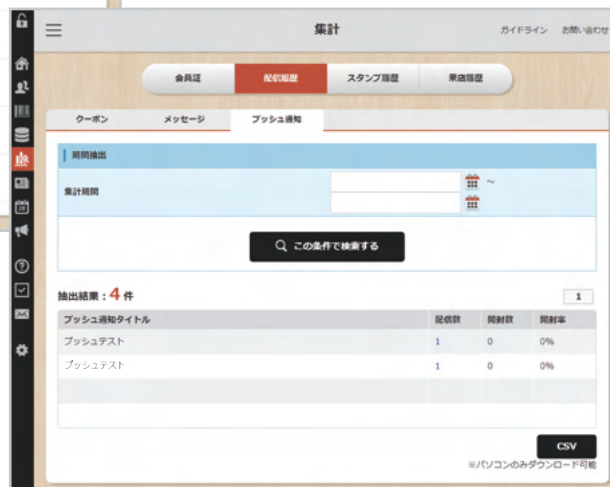 集計
ガイドライン お問い合わせ
会員証 配信履歴 スタンプ履歴 来店履歴
クーポン メッセージ プッシュ通知
期間抽出
集計期間 ～
この条件で検索する
抽出結果：4 件
1
プッシュ通知タイトル 配信数 開封数 開封率
プッシュテスト 1 0 0%
プッシュテスト 1 0 0%
CSV
※パソコンのみダウンロード可能